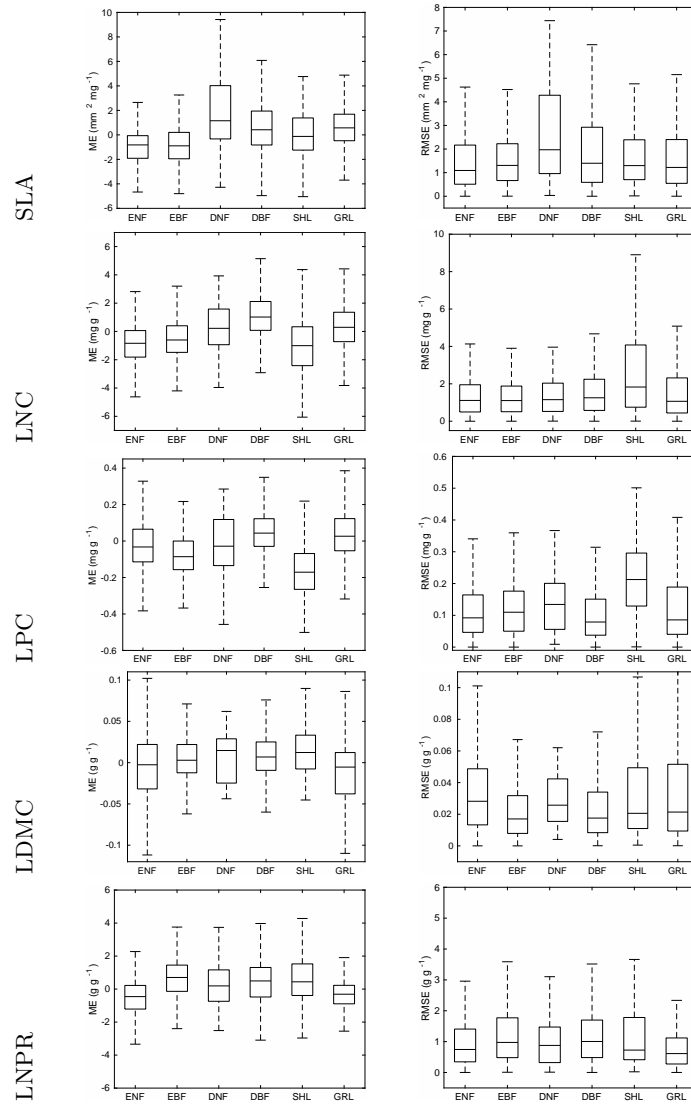 SLA
ME (mm² mg⁻¹)
10
8
6
4
2
0
-2
-4
-6
ENF EBF DNF DBF SHL GRL
RMSE (mm² mg⁻¹)
8
7
6
5
4
3
2
1
0
ENF EBF DNF DBF SHL GRL
LNC
ME (mg g⁻¹)
6
4
2
0
-2
-4
-6
ENF EBF DNF DBF SHL GRL
RMSE (mg g⁻¹)
10
8
6
4
2
0
ENF EBF DNF DBF SHL GRL
LPC
ME (mg g⁻¹)
0.4
0.2
0
-0.2
-0.4
-0.6
ENF EBF DNF DBF SHL GRL
RMSE (mg g⁻¹)
0.6
0.5
0.4
0.3
0.2
0.1
0
ENF EBF DNF DBF SHL GRL
LDMC
ME (g g⁻¹)
0.1
0.05
0
-0.05
-0.1
ENF EBF DNF DBF SHL GRL
RMSE (g g⁻¹)
0.1
0.08
0.06
0.04
0.02
0
ENF EBF DNF DBF SHL GRL
LNPR
ME (g g⁻¹)
6
4
2
0
-2
-4
-6
ENF EBF DNF DBF SHL GRL
RMSE (g g⁻¹)
6
5
4
3
2
1
0
ENF EBF DNF DBF SHL GRL